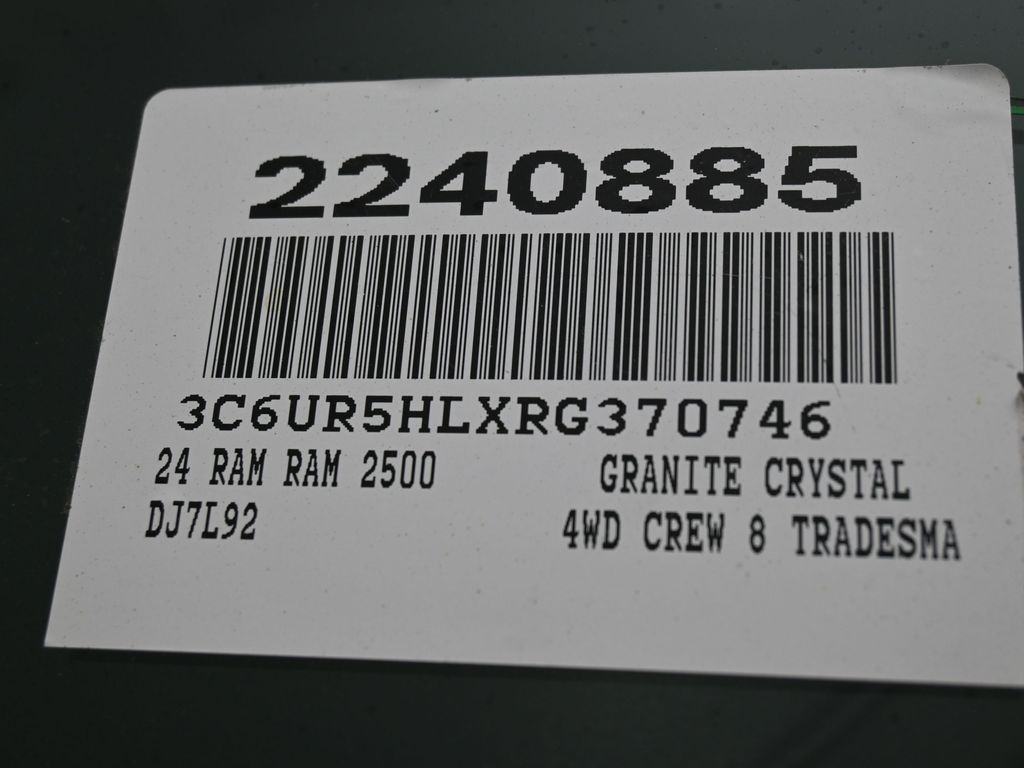 2240885
3C6UR5HLXRG370746
24 RAM RAM 2500 GRANITE CRYSTAL
DJ7L92 4WD CREW 8 TRADESMA